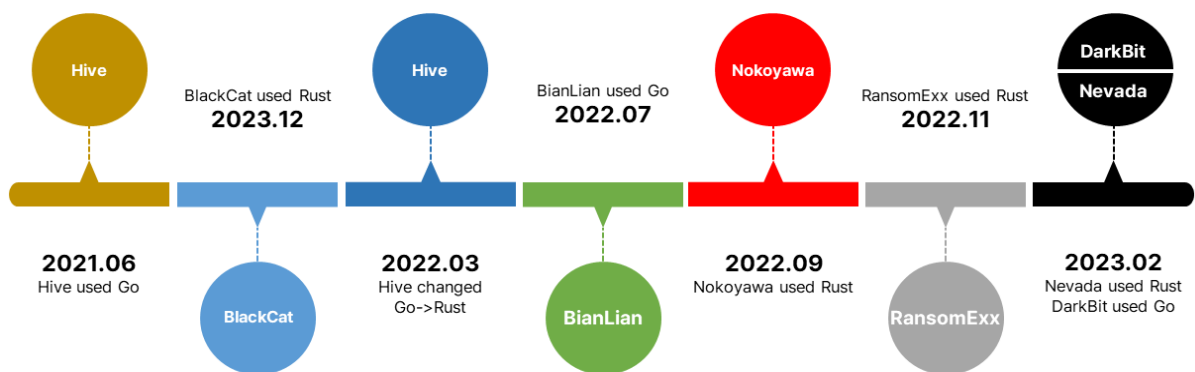 Hive
BlackCat used Rust
2023.12
Hive
BianLian used Go
2022.07
Nokoyawa
RansomExx used Rust
2022.11
DarkBit
Nevada
2021.06
Hive used Go
BlackCat
2022.03
Hive changed
Go->Rust
BianLian
2022.09
Nokoyawa used Rust
RansomExx
2023.02
Nevada used Rust
DarkBit used Go